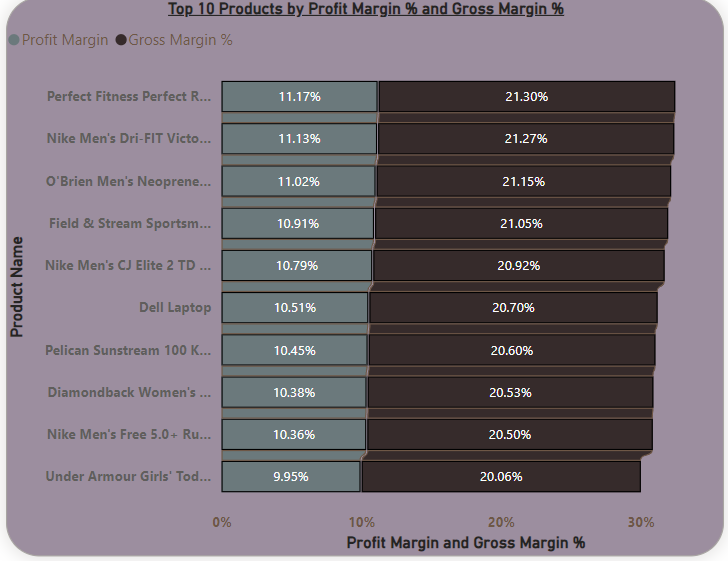 Top 10 Products by Profit Margin % and Gross Margin %
Profit Margin Gross Margin %
Product Name
Perfect Fitness Perfect R... 11.17% 21.30%
Nike Men's Dri-FIT Victo... 11.13% 21.27%
O'Brien Men's Neoprene... 11.02% 21.15%
Field & Stream Sportsm... 10.91% 21.05%
Nike Men's CJ Elite 2 TD ... 10.79% 20.92%
Dell Laptop 10.51% 20.70%
Pelican Sunstream 100 K... 10.45% 20.60%
Diamondback Women's ... 10.38% 20.53%
Nike Men's Free 5.0+ Ru... 10.36% 20.50%
Under Armour Girls' Tod... 9.95% 20.06%
0% 10% 20% 30%
Profit Margin and Gross Margin %